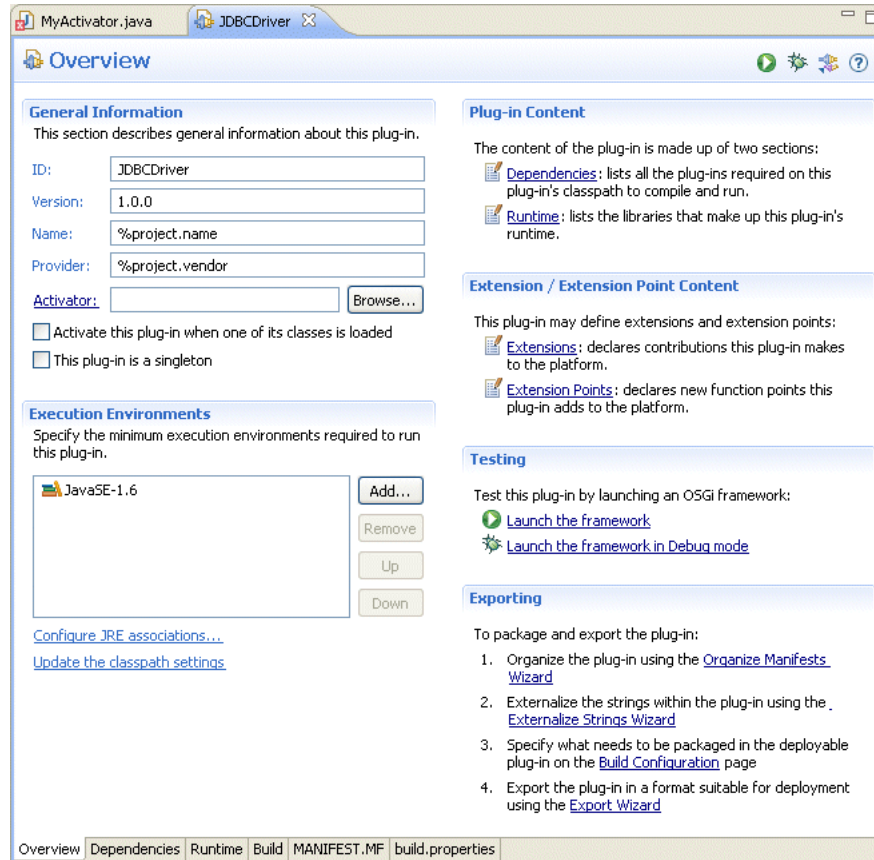 MyActivator.java
JDBCDriver
Overview
General Information
This section describes general information about this plug-in.
ID: JDBCDriver
Version: 1.0.0
Name: %project.name
Provider: %project.vendor
Activator: Browse...
Activate this plug-in when one of its classes is loaded
This plug-in is a singleton
Execution Environments
Specify the minimum execution environments required to run
this plug-in.
JavaSE-1.6
Add...
Remove
Up
Down
Configure JRE associations...
Update the classpath settings
Plug-in Content
The content of the plug-in is made up of two sections:
Dependencies: lists all the plug-ins required on this
plug-in's classpath to compile and run.
Runtime: lists the libraries that make up this plug-in's
runtime.
Extension / Extension Point Content
This plug-in may define extensions and extension points:
Extensions: declares contributions this plug-in makes
to the platform.
Extension Points: declares new function points this
plug-in adds to the platform.
Testing
Test this plug-in by launching an OSGi framework:
Launch the framework
Launch the framework in Debug mode
Exporting
To package and export the plug-in:
1. Organize the plug-in using the Organize Manifests
Wizard
2. Externalize the strings within the plug-in using the
Externalize Strings Wizard
3. Specify what needs to be packaged in the deployable
plug-in on the Build Configuration page
4. Export the plug-in in a format suitable for deployment
using the Export Wizard
Overview Dependencies Runtime Build MANIFEST.MF build.properties